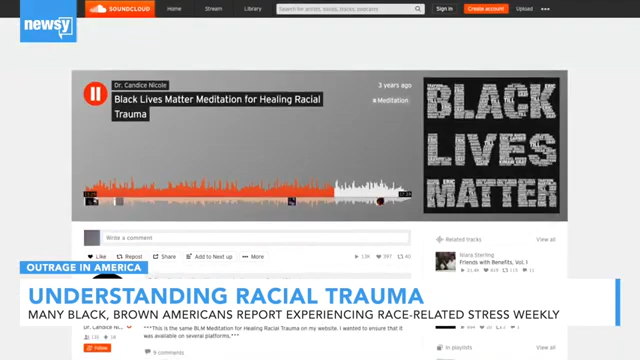 newsy
SOUNDCLOUD Home Stream Library Search for artists, bands, tracks, podcasts Sign in Create account Upload
Dr. Candice Nicole 3 years ago
Black Lives Matter Meditation for Healing Racial
Trauma
# Meditation
BLACK
LIVES
MATTER
Write a comment
Like Repost Share Add to Next up More
Related tracks View all
Friends with Benefits, Vol. I
OUTRAGE IN AMERICA
UNDERSTANDING RACIAL TRAUMA
MANY BLACK, BROWN AMERICANS REPORT EXPERIENCING RACE-RELATED STRESS WEEKLY
Dr. Candice Nic
***This is the same BLM Meditation for Healing Racial Trauma on my website. I wanted to ensure that it
was available on several platforms.***
Follow
9 comments
In playlists View all